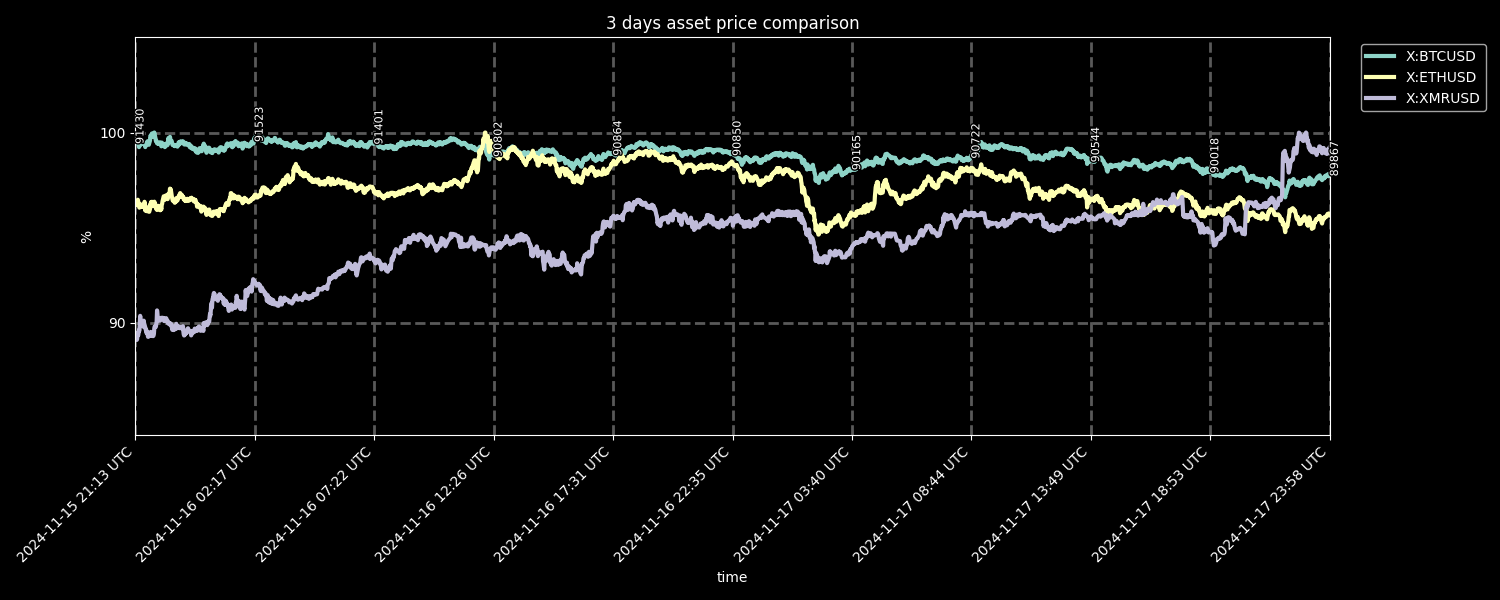 3 days asset price comparison
X:BTCUSD
X:ETHUSD
X:XMRUSD
100
90
%
91430
91523
91401
90802
90864
90850
90165
90722
90544
90018
89867
2024-11-15 21:13 UTC
2024-11-16 02:17 UTC
2024-11-16 07:22 UTC
2024-11-16 12:26 UTC
2024-11-16 17:31 UTC
2024-11-16 22:35 UTC
2024-11-17 03:40 UTC
2024-11-17 08:44 UTC
2024-11-17 13:49 UTC
2024-11-17 18:53 UTC
2024-11-17 23:58 UTC
time